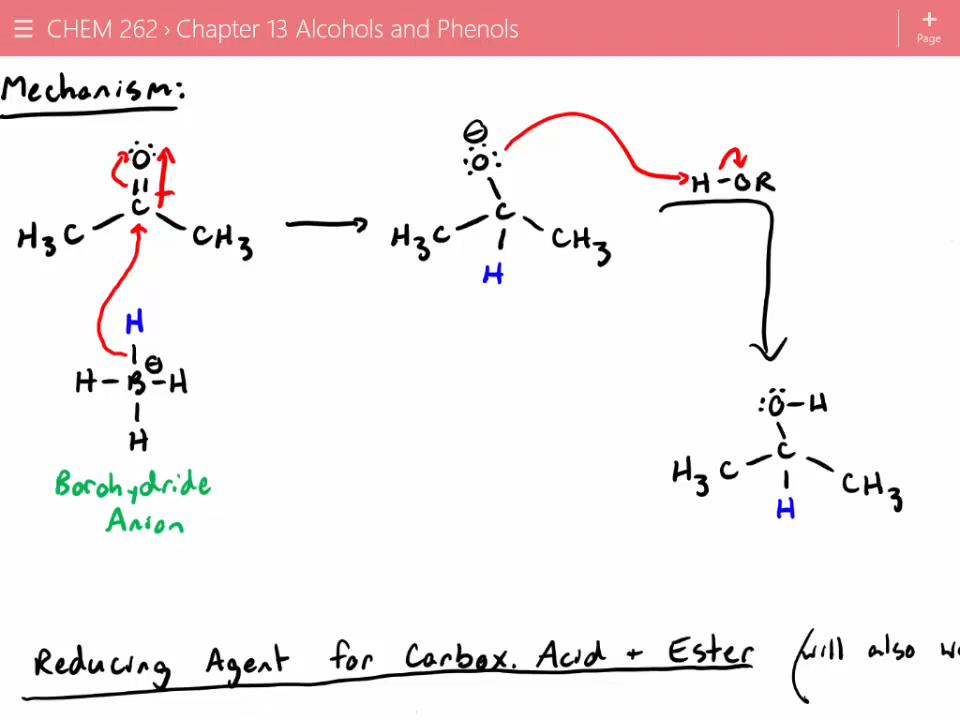 CHEM 262 › Chapter 13 Alcohols and Phenols
Page
Mechanism:
O
C
H3C CH3
H
H-B-H
H
⊖
Borohydride
Anion
⊖
O
C
H3C CH3
H
H-OR
:O-H
C
H3C CH3
H
Reducing Agent for Carbox. Acid + Ester (will also